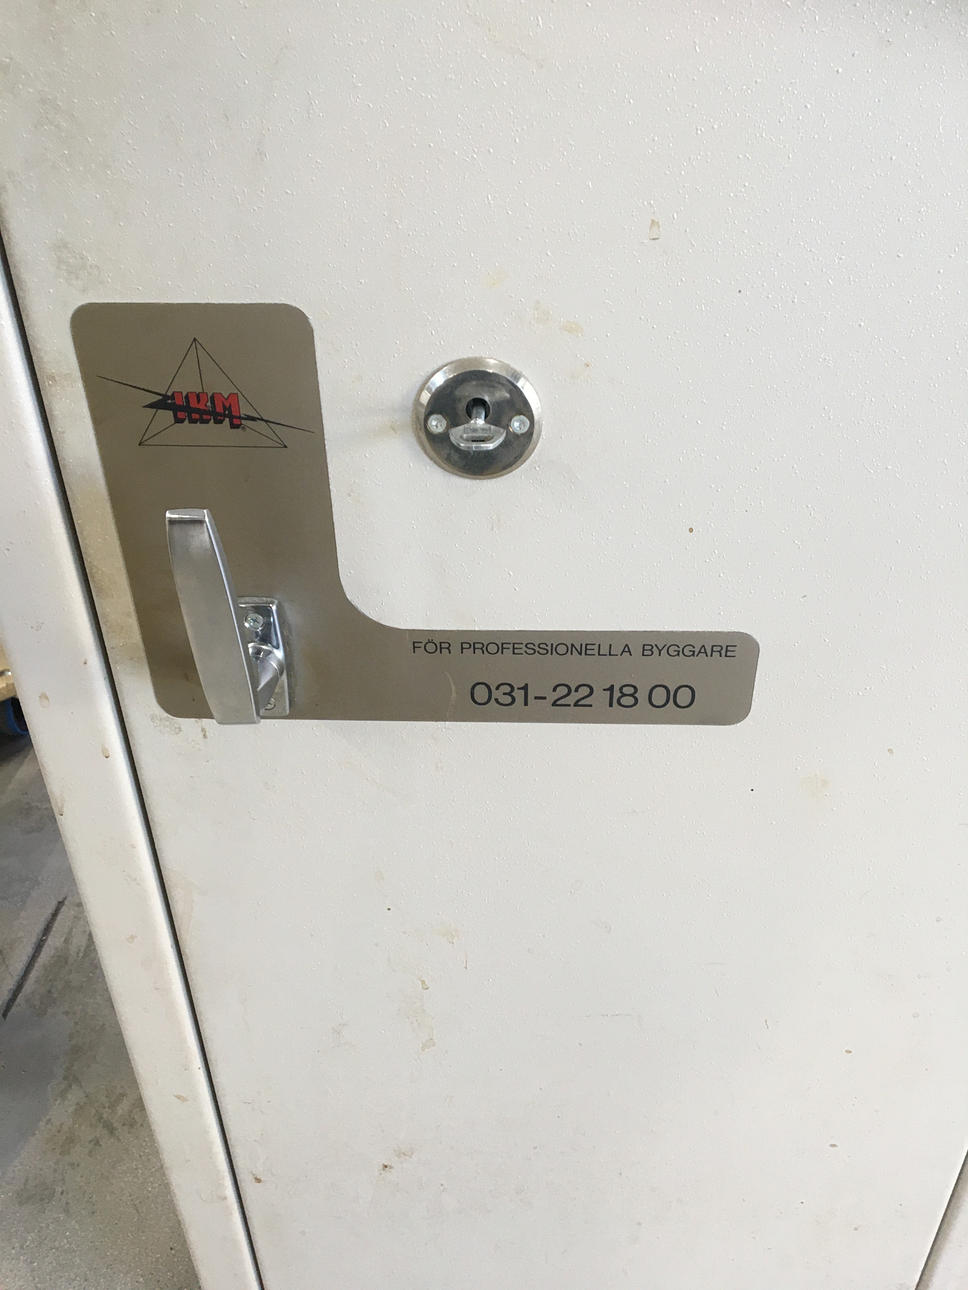 IKM
FÖR PROFESSIONELLA BYGGARE
031-22 18 00